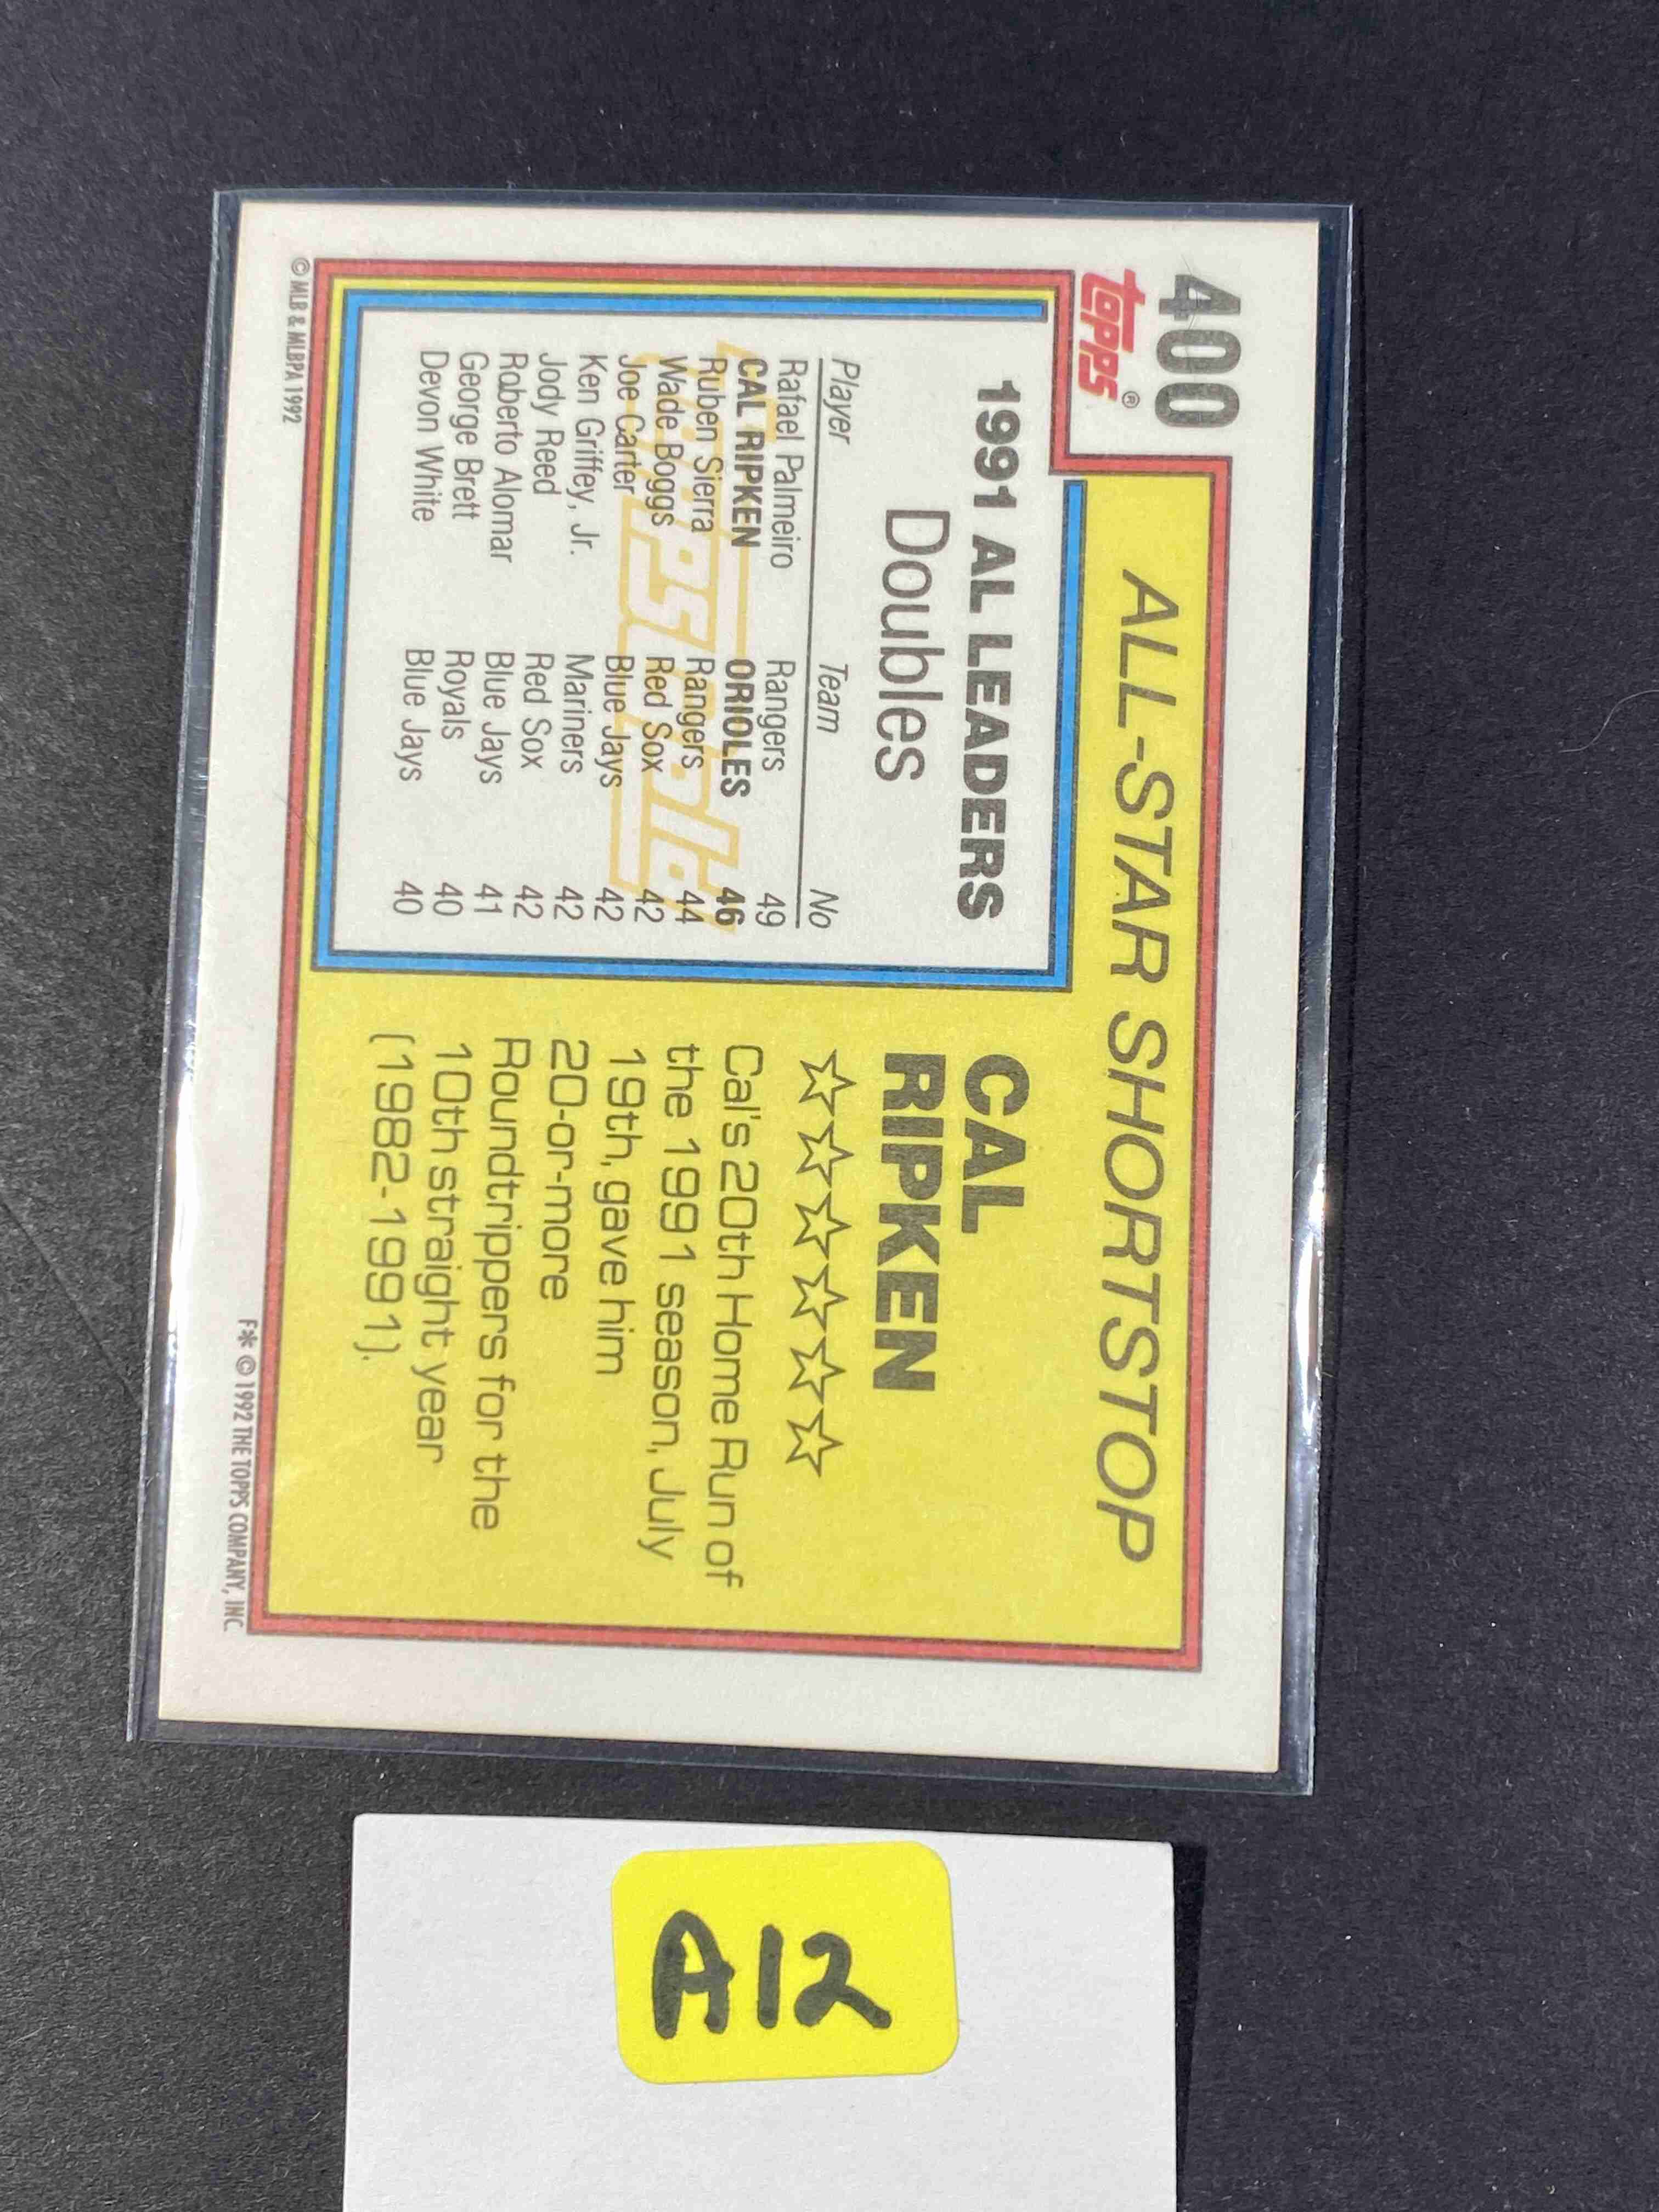 400
topps®
ALL-STAR SHORTSTOP
1991 AL LEADERS
Doubles
Player Team No
Rafael Palmeiro Rangers 49
CAL RIPKEN ORIOLES 46
Ruben Sierra Rangers 44
Wade Boggs Red Sox 42
Joe Carter Blue Jays 42
Ken Griffey, Jr. Mariners 42
Jody Reed Red Sox 42
Roberto Alomar Blue Jays 41
George Brett Royals 40
Devon White Blue Jays 40
CAL
RIPKEN
☆☆☆☆☆☆
Cal's 20th Home Run of
the 1991 season, July
19th, gave him
20-or-more
Roundtrippers for the
10th straight year
(1982-1991).
© MLB & MLBPA 1992
F* © 1992 THE TOPPS COMPANY, INC.
A12